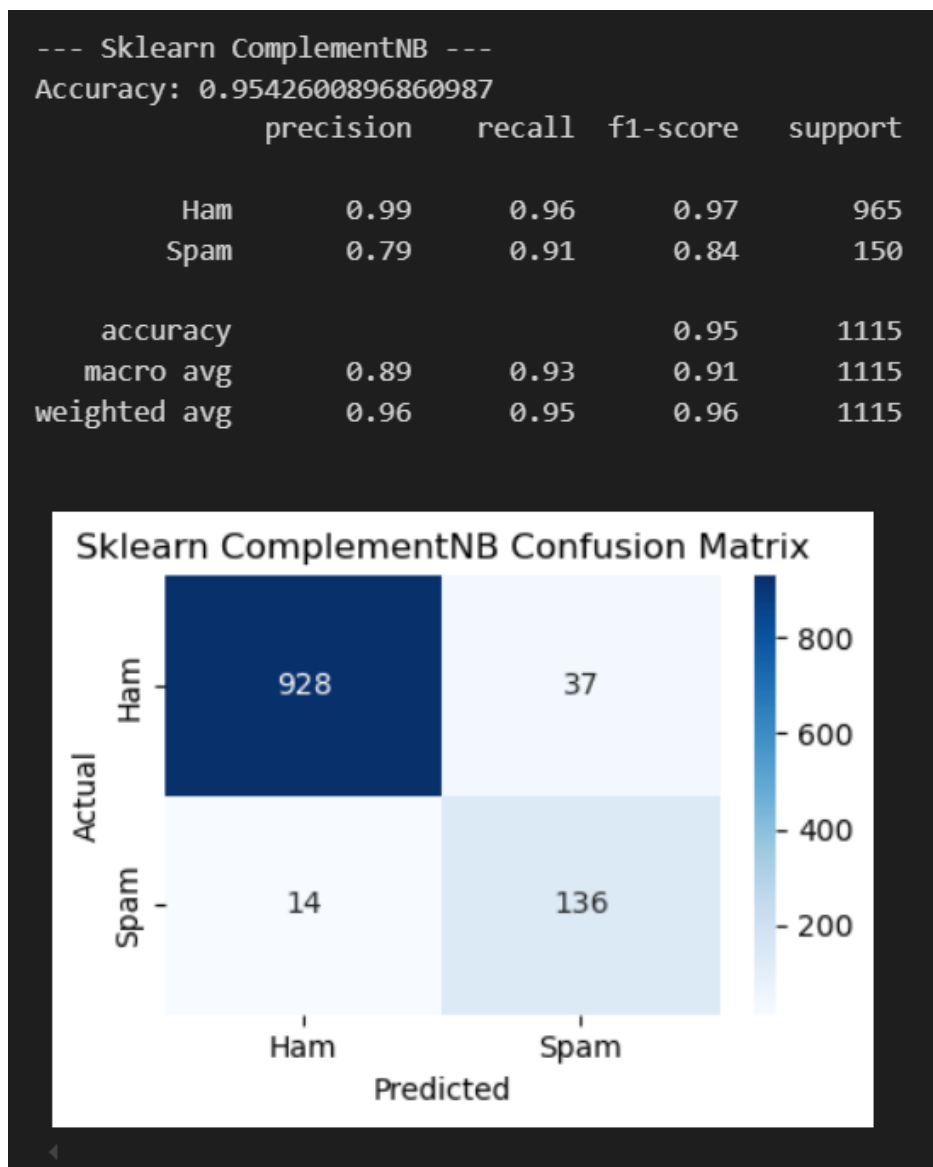 --- Sklearn ComplementNB ---
Accuracy: 0.9542600896860987
precision recall f1-score support
Ham 0.99 0.96 0.97 965
Spam 0.79 0.91 0.84 150
accuracy 0.95 1115
macro avg 0.89 0.93 0.91 1115
weighted avg 0.96 0.95 0.96 1115
Sklearn ComplementNB Confusion Matrix
Actual
Ham
928 37
Spam
14 136
Ham Spam
Predicted
800
600
400
200